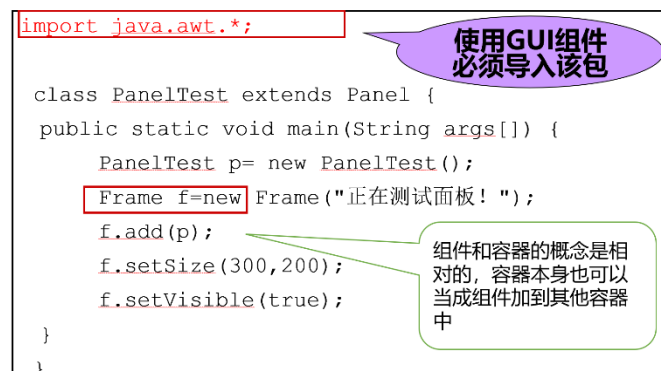 import java.awt.*;
使用GUI组件
必须导入该包
class PanelTest extends Panel {
public static void main(String args[]) {
PanelTest p= new PanelTest();
Frame f=new Frame("正在测试面板！");
f.add(p);
f.setSize(300,200);
f.setVisible(true);
组件和容器的概念是相
对的，容器本身也可以
当成组件加到其他容器
中
}
}